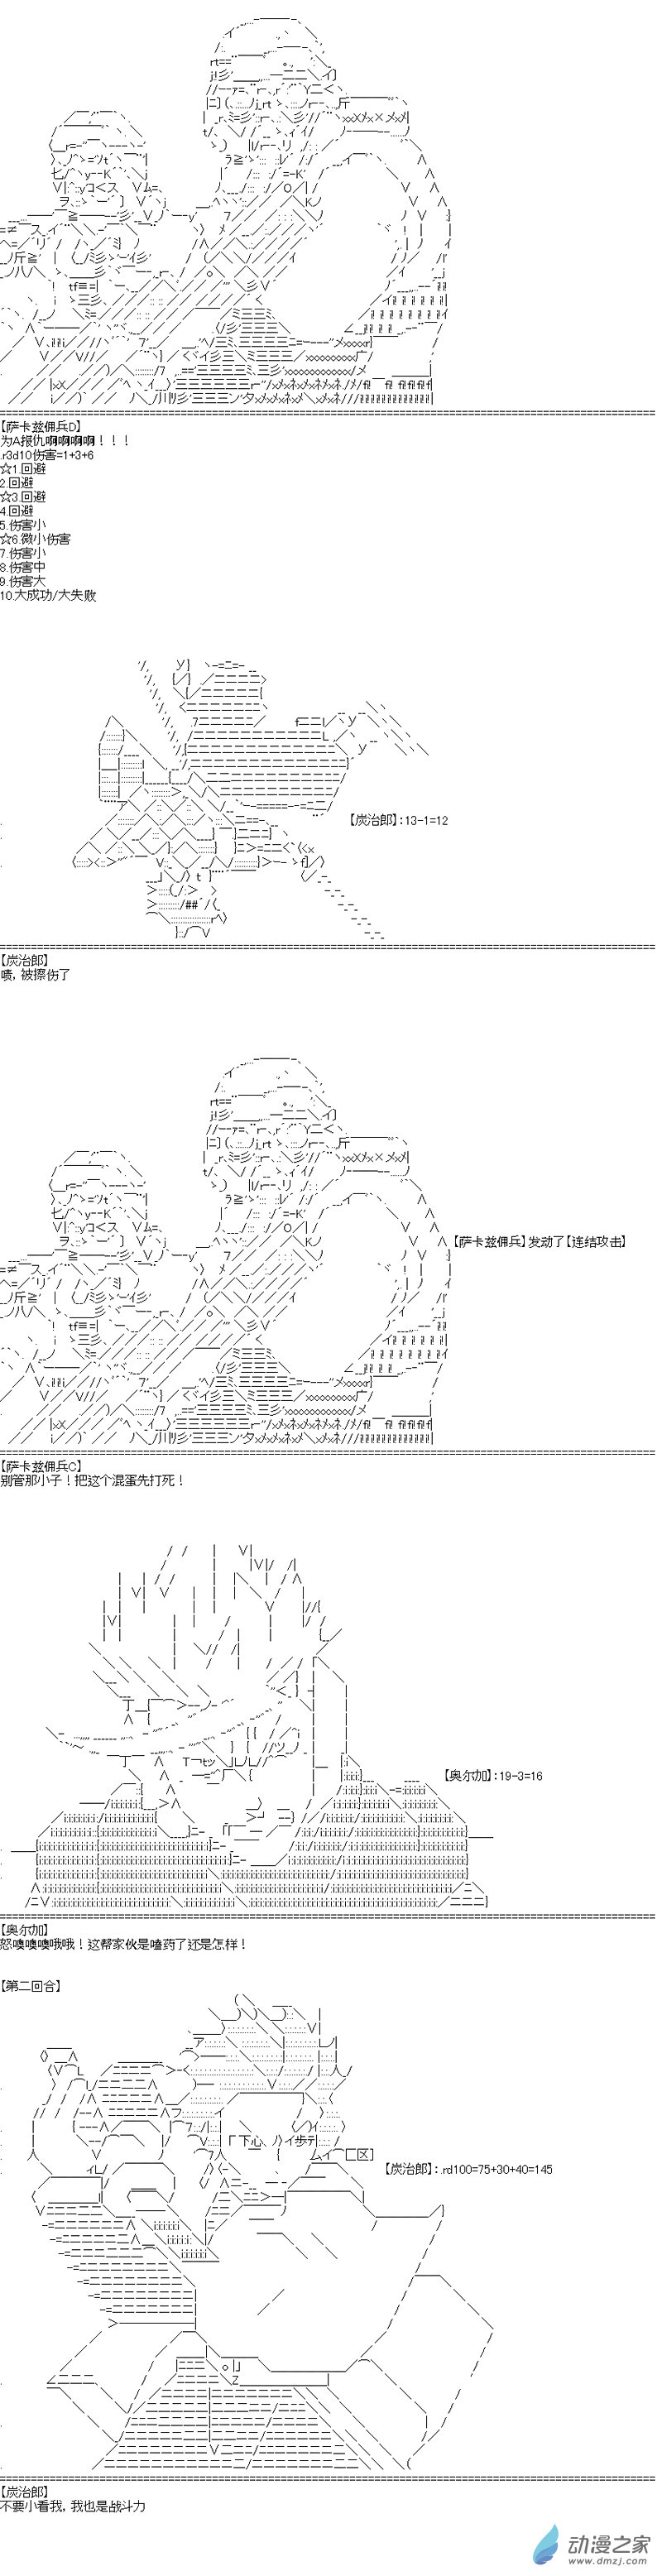 【萨卡兹佣兵D】
为A报仇啊啊啊啊！！！
.r3d10伤害=1+3+6
☆1.回避
2.回避
☆3.回避
4.回避
5.伤害小
☆6.微小伤害
7.伤害小
8.伤害中
9.伤害大
10.大成功/大失败
【炭治郎】:13-1=12
【炭治郎】
啧，被擦伤了
【萨卡兹佣兵】发动了【连结攻击】
【萨卡兹佣兵C】
别管那小子！把这个混蛋先打死！
【奥尔加】:19-3=16
【奥尔加】
怒噢噢噢哦哦！这帮家伙是嗑药了还是怎样！
【第二回合】
【炭治郎】:.rd100=75+30+40=145
【炭治郎】
不要小看我，我也是战斗力
动漫之家
www.dmzj.com